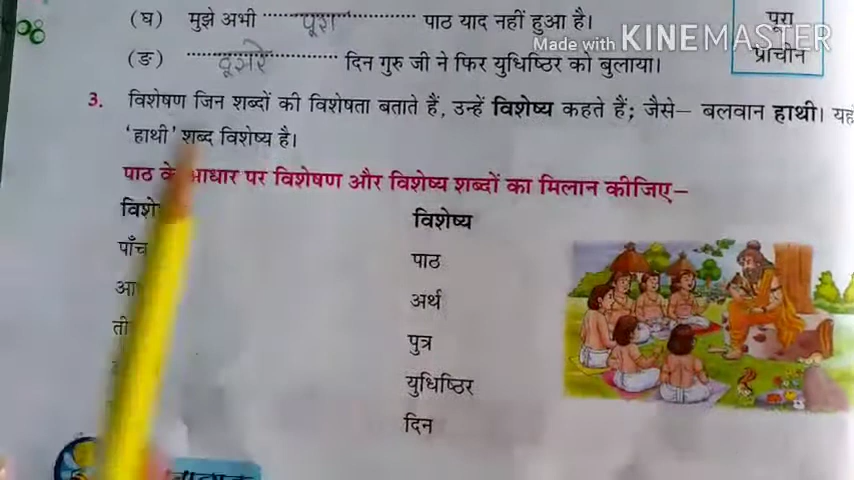 (घ) मुझे अभी पूरा पाठ याद नहीं हुआ है।
पूरा
Made with KINEMASTER
(ङ) दूसरे दिन गुरु जी ने फिर युधिष्ठिर को बुलाया।
प्राचीन
3. विशेषण जिन शब्दों की विशेषता बताते हैं, उन्हें विशेष्य कहते हैं; जैसे– बलवान हाथी।
'हाथी' शब्द विशेष्य है।
पाठ के आधार पर विशेषण और विशेष्य शब्दों का मिलान कीजिए–
विशेष्य
पाँच
पाठ
अर्थ
पुत्र
युधिष्ठिर
दिन